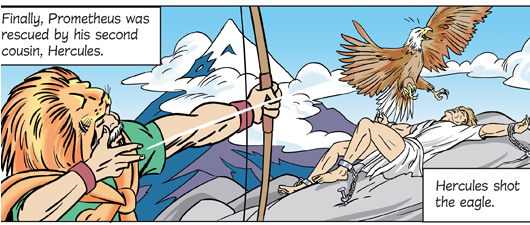 Finally, Prometheus was
rescued by his second
cousin, Hercules.
Hercules shot
the eagle.